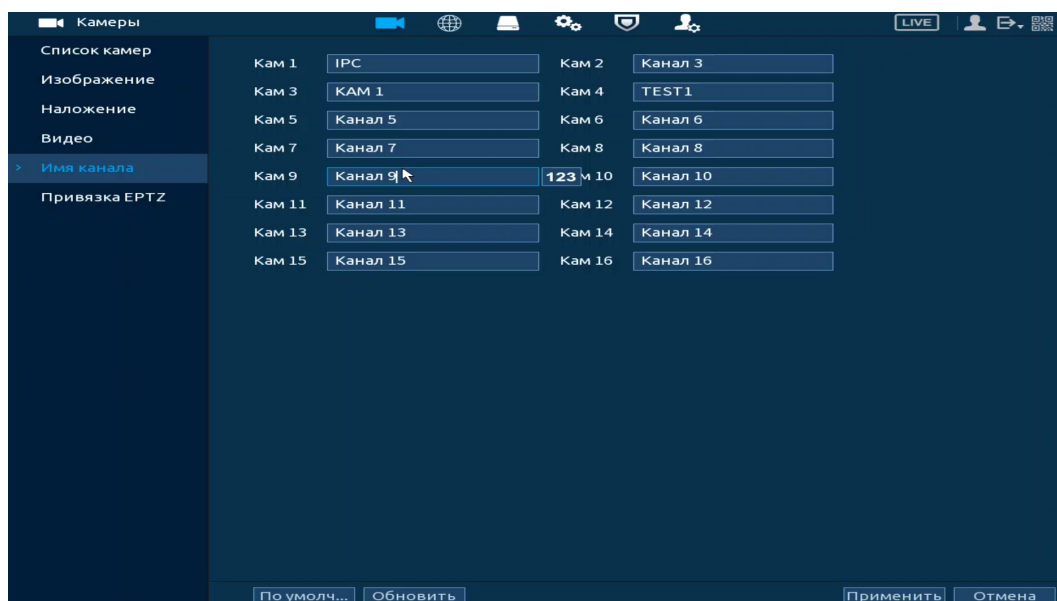 Камеры LIVE
Список камер
Изображение
Наложение
Видео
> Имя канала
Привязка EPTZ
Кам 1 IPC Кам 2 Канал 3
Кам 3 КАМ 1 Кам 4 TEST1
Кам 5 Канал 5 Кам 6 Канал 6
Кам 7 Канал 7 Кам 8 Канал 8
Кам 9 Канал 9 123 м 10 Канал 10
Кам 11 Канал 11 Кам 12 Канал 12
Кам 13 Канал 13 Кам 14 Канал 14
Кам 15 Канал 15 Кам 16 Канал 16
По умолч... Обновить Применить Отмена